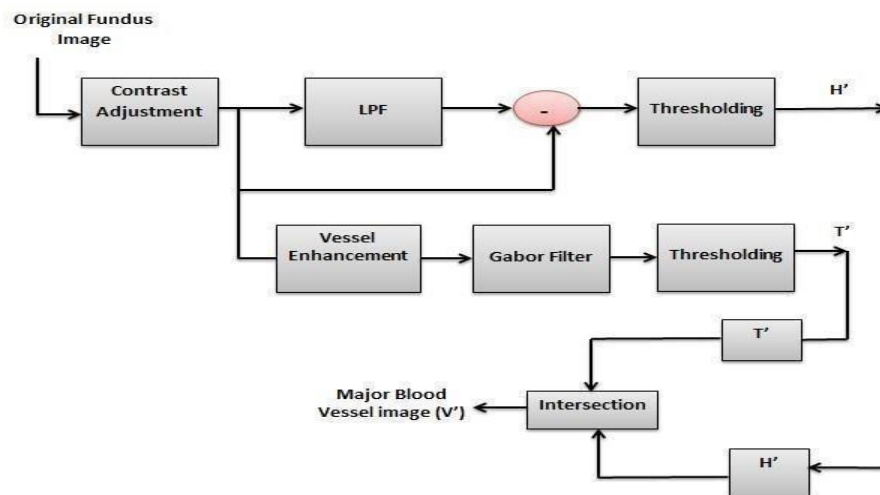 Original Fundus
Image
Contrast
Adjustment
LPF
-
Thresholding
H'
Vessel
Enhancement
Gabor Filter
Thresholding
T'
T'
Major Blood
Vessel image (V')
Intersection
H'